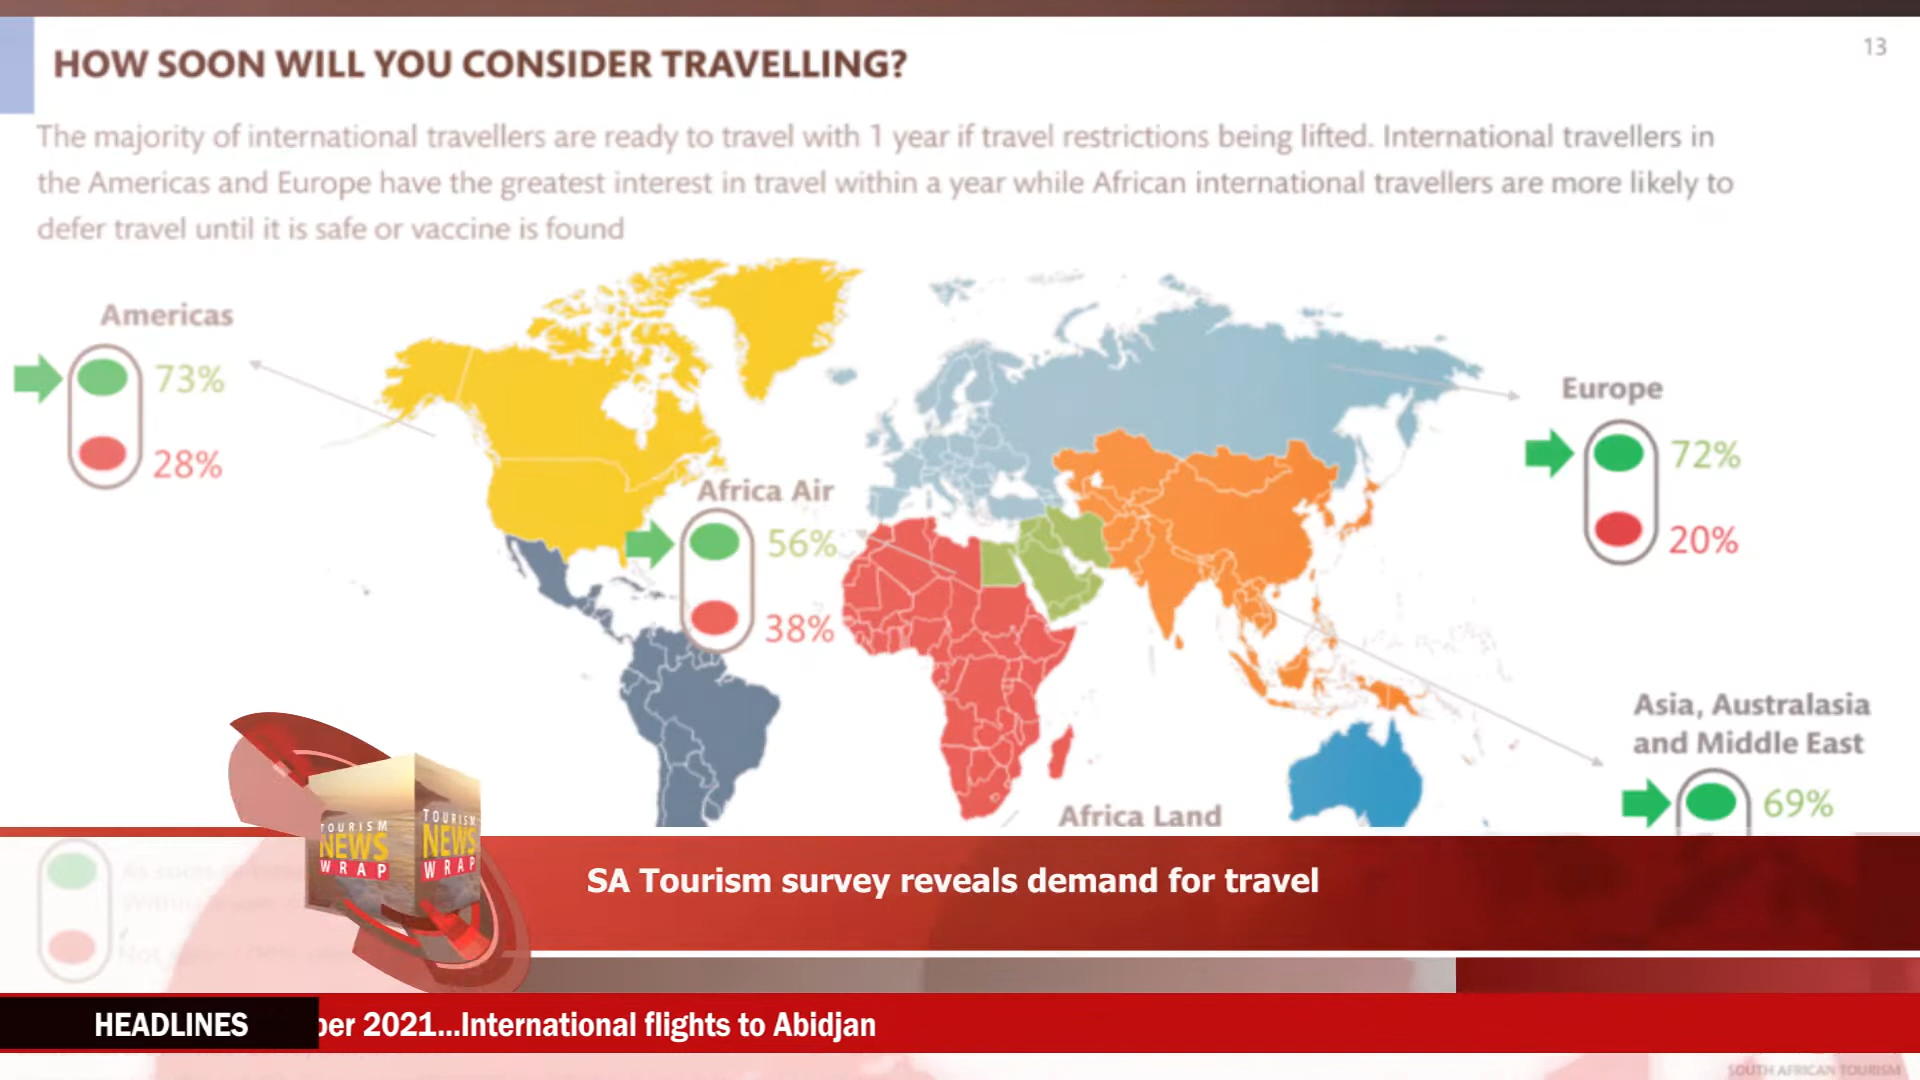 13
HOW SOON WILL YOU CONSIDER TRAVELLING?
The majority of international travellers are ready to travel with 1 year if travel restrictions being lifted. International travellers in
the Americas and Europe have the greatest interest in travel within a year while African international travellers are more likely to
defer travel until it is safe or vaccine is found
Americas
73%
28%
Europe
72%
20%
Africa Air
56%
38%
Asia, Australasia
and Middle East
69%
Africa Land
TOURISM
NEWS
WRAP
TOURISM
NEWS
WRAP
SA Tourism survey reveals demand for travel
HEADLINES
ber 2021...International flights to Abidjan
SOUTH AFRICAN TOURISM